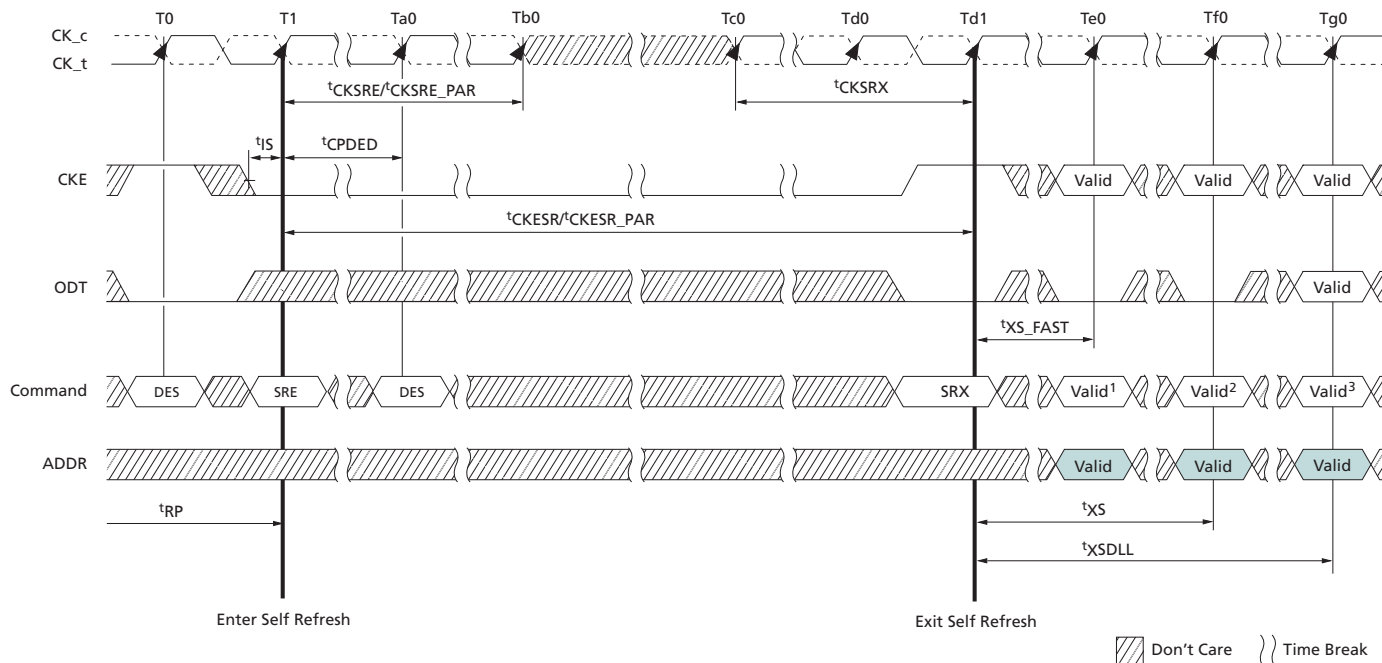 T0 T1 Ta0 Tb0 Tc0 Td0 Td1 Te0 Tf0 Tg0
CK_c
CK_t
tCKSRE/tCKSRE_PAR tCKSRX
tIS tCPDED
CKE Valid Valid Valid
tCKESR/tCKESR_PAR
ODT Valid
tXS_FAST
Command DES SRE DES SRX Valid1 Valid2 Valid3
ADDR Valid Valid Valid
tRP tXS
tXSDLL
Enter Self Refresh Exit Self Refresh
Don't Care Time Break